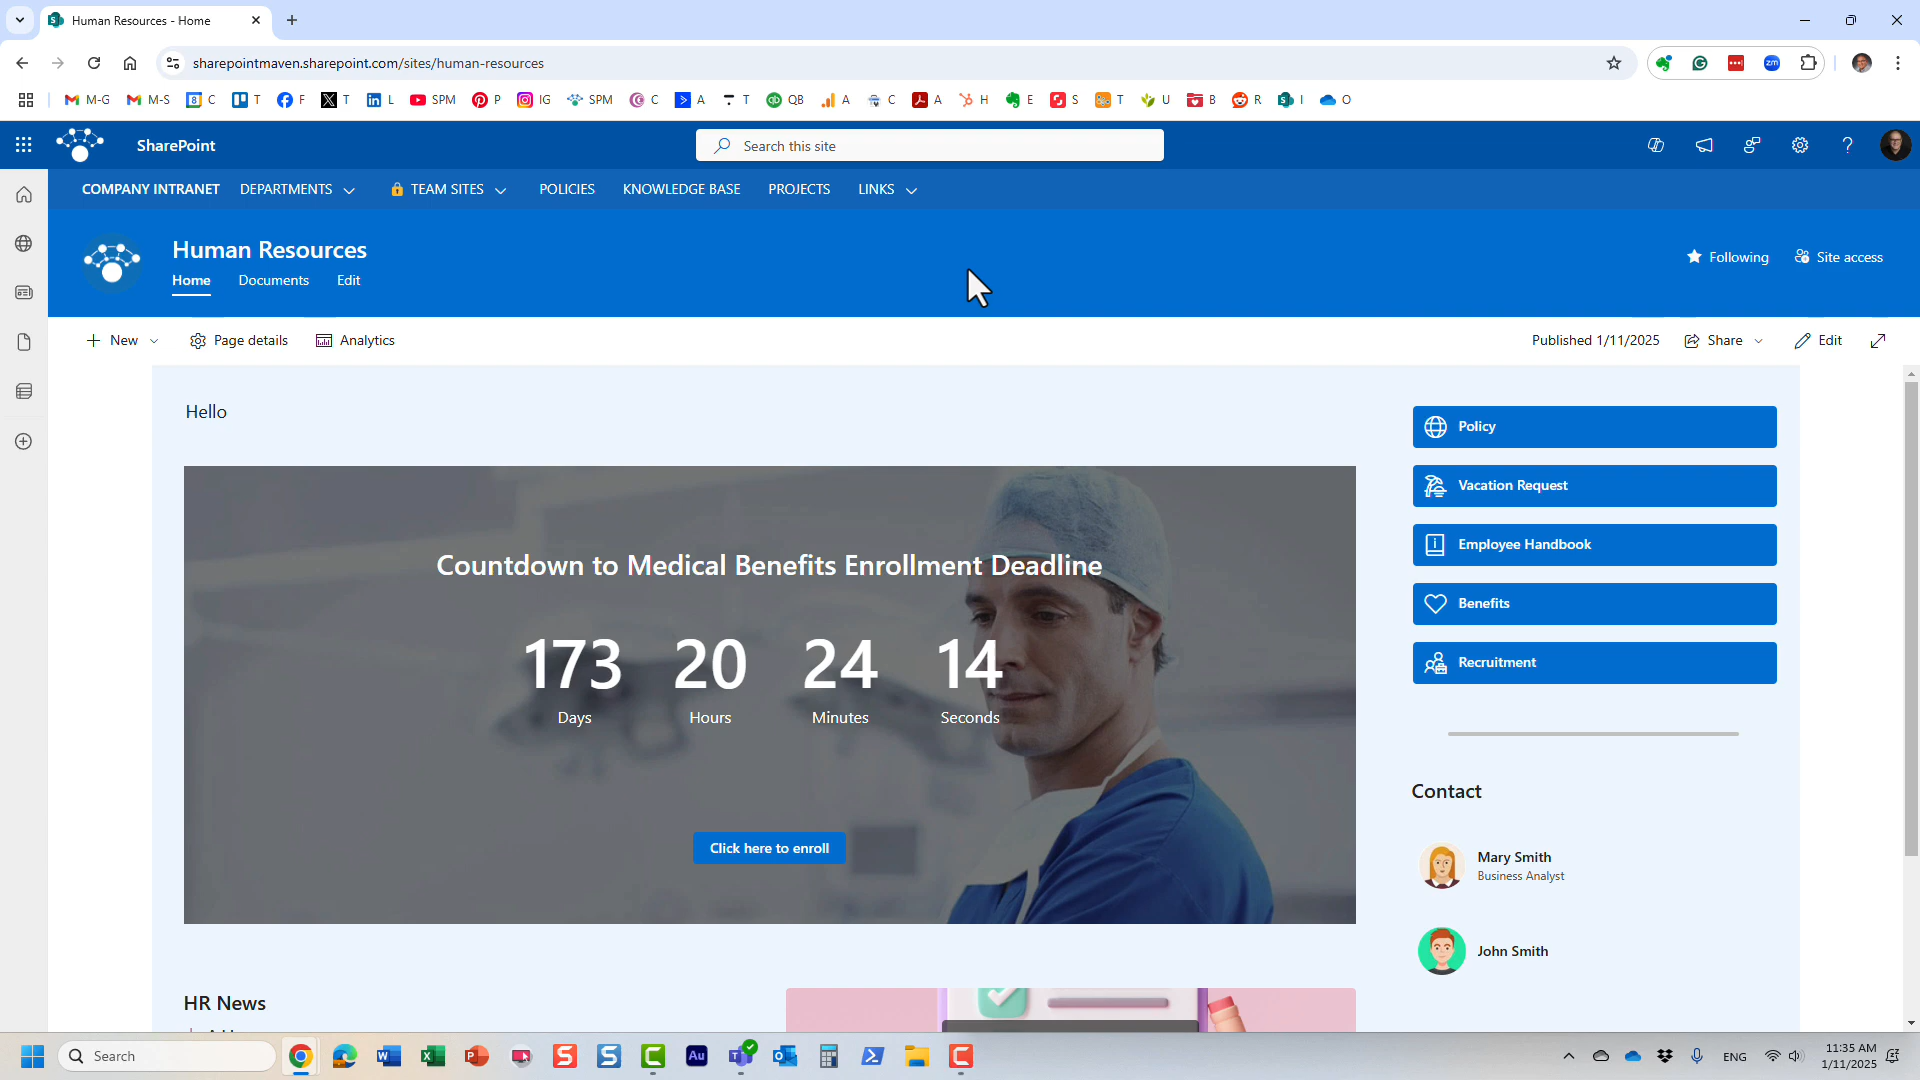 Human Resources - Home
sharepointmaven.sharepoint.com/sites/human-resources
M-G M-S C T F T L SPM P IG SPM C A T QB A C A H E S T U B R I O
SharePoint
Search this site
COMPANY INTRANET DEPARTMENTS TEAM SITES POLICIES KNOWLEDGE BASE PROJECTS LINKS
Human Resources
Home Documents Edit
Following Site access
New Page details Analytics
Published 1/11/2025 Share Edit
Hello
Countdown to Medical Benefits Enrollment Deadline
173 20 24 14
Days Hours Minutes Seconds
Click here to enroll
Policy
Vacation Request
Employee Handbook
Benefits
Recruitment
Contact
Mary Smith
Business Analyst
John Smith
HR News
Search
ENG
11:35 AM
1/11/2025